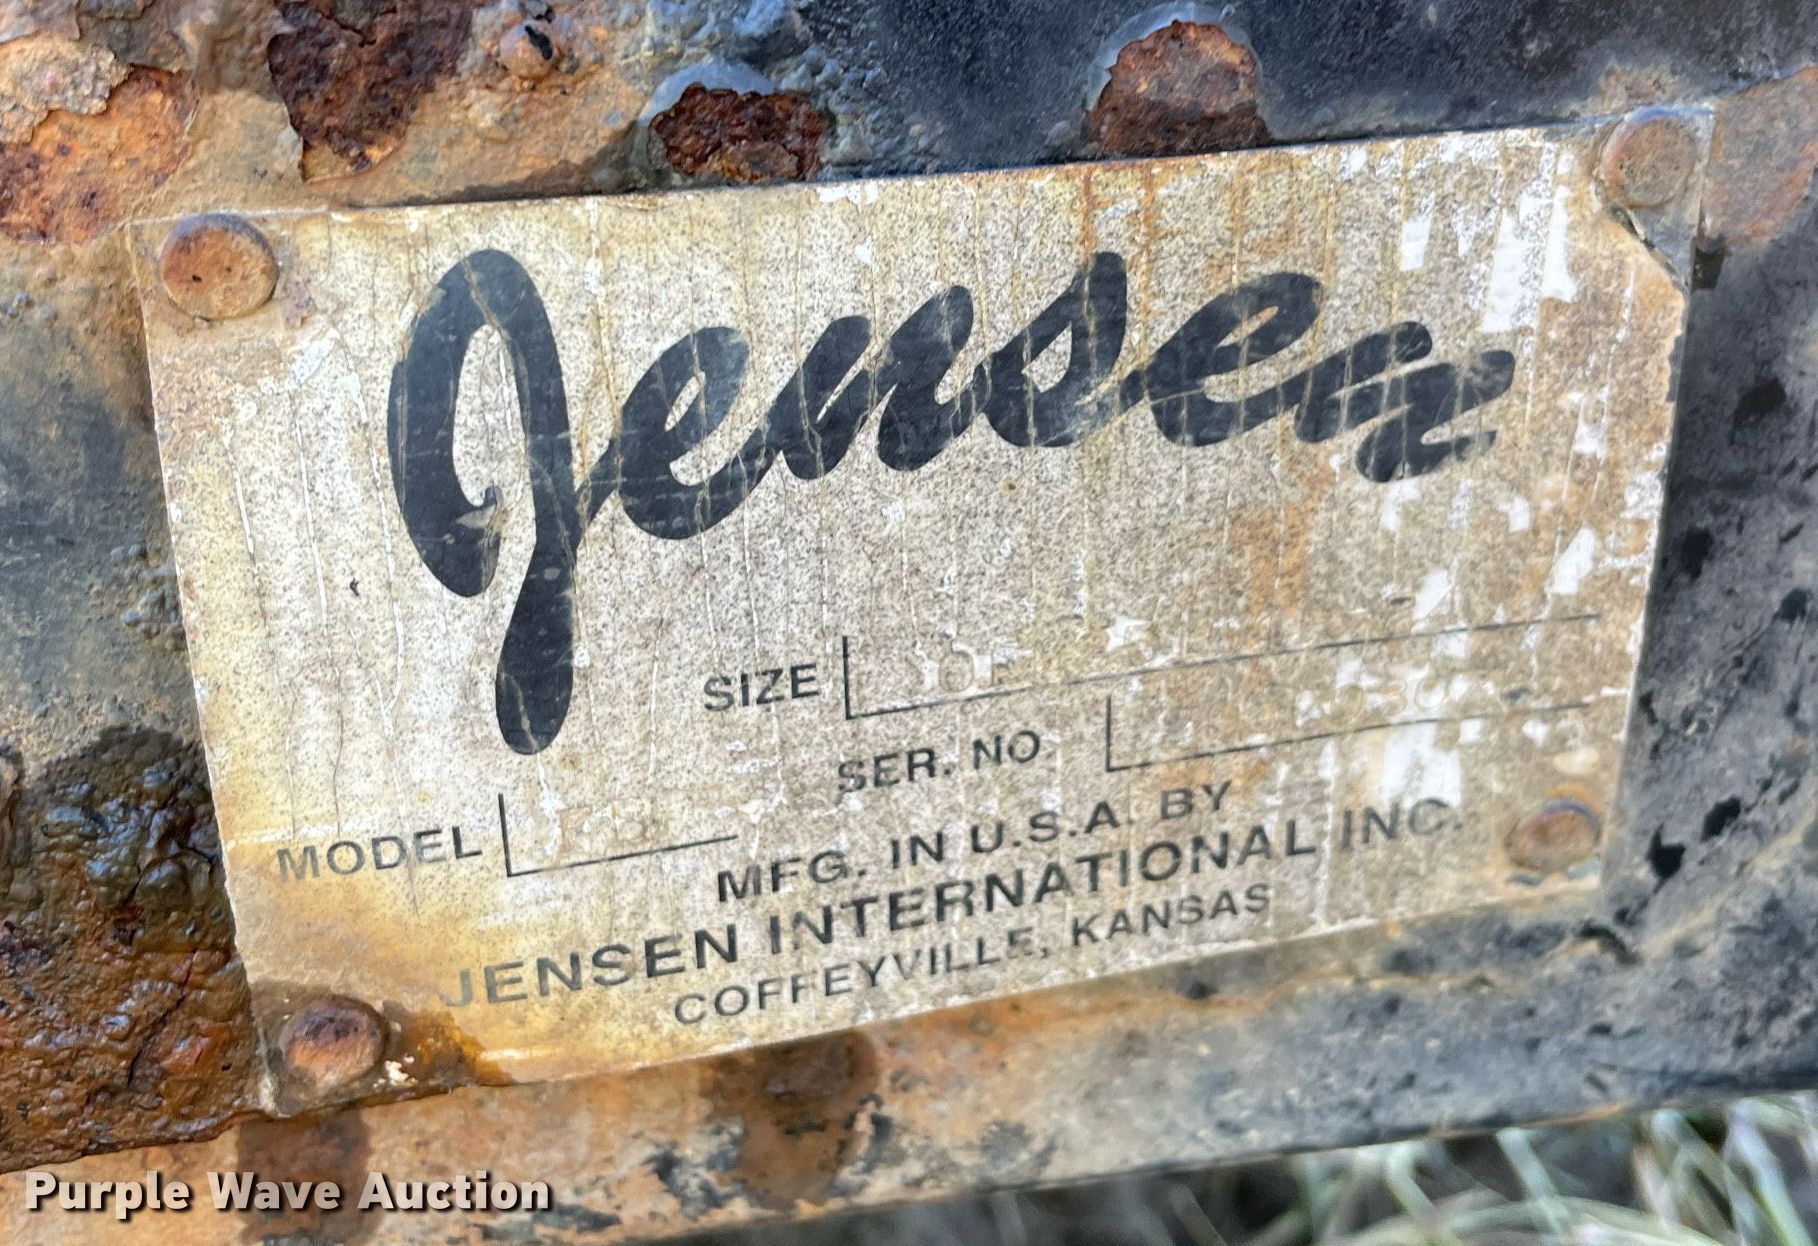 Jensen
SIZE
SER. NO
MODEL
MFG. IN U.S.A. BY
JENSEN INTERNATIONAL INC.
COFFEYVILLE, KANSAS
Purple Wave Auction